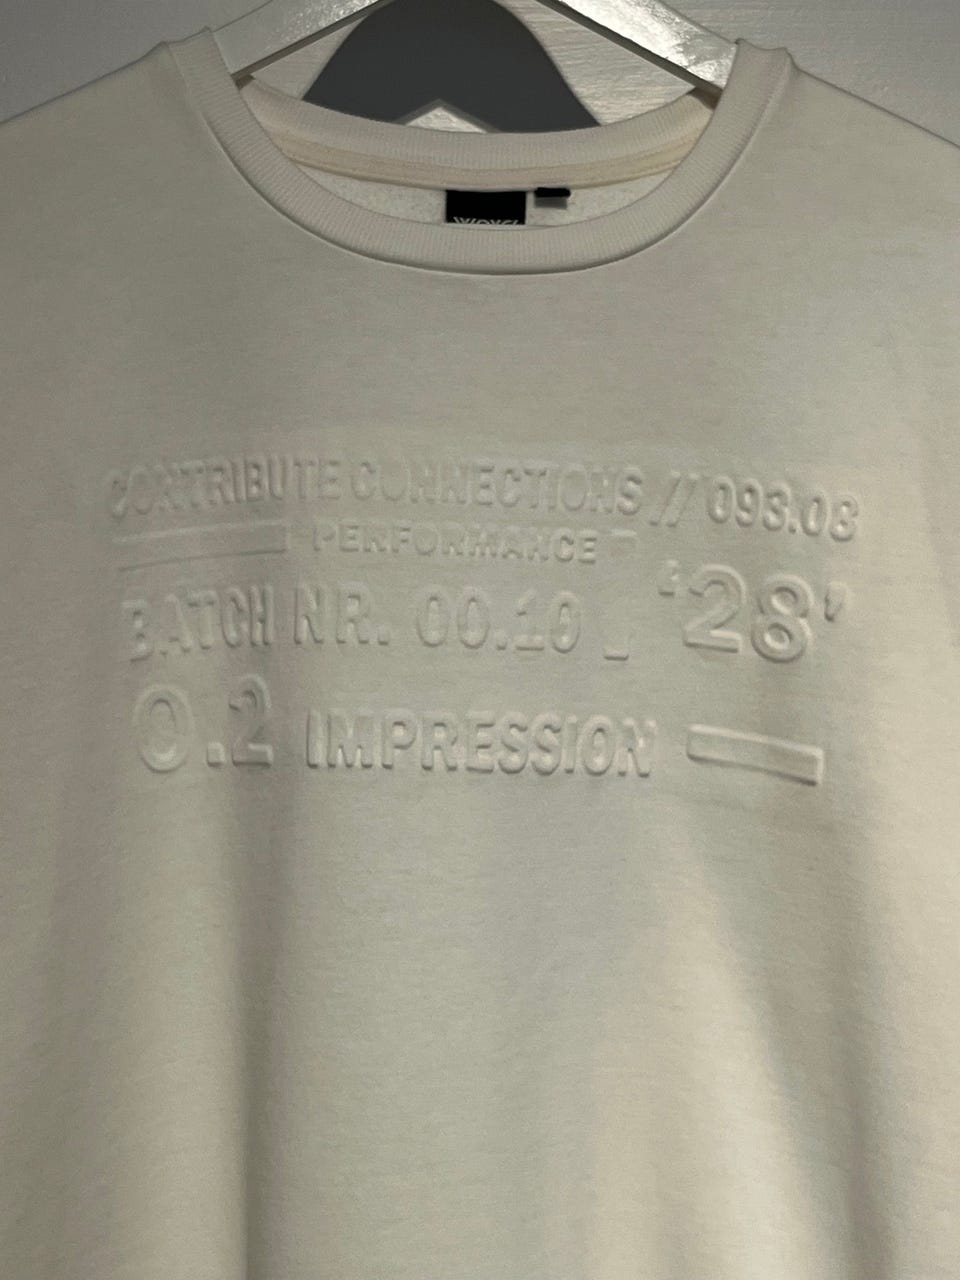 CONTRIBUTE CONNECTIONS // 093.08
PERFORMANCE
BATCH NR. 00.10 '28'
0.2 IMPRESSION